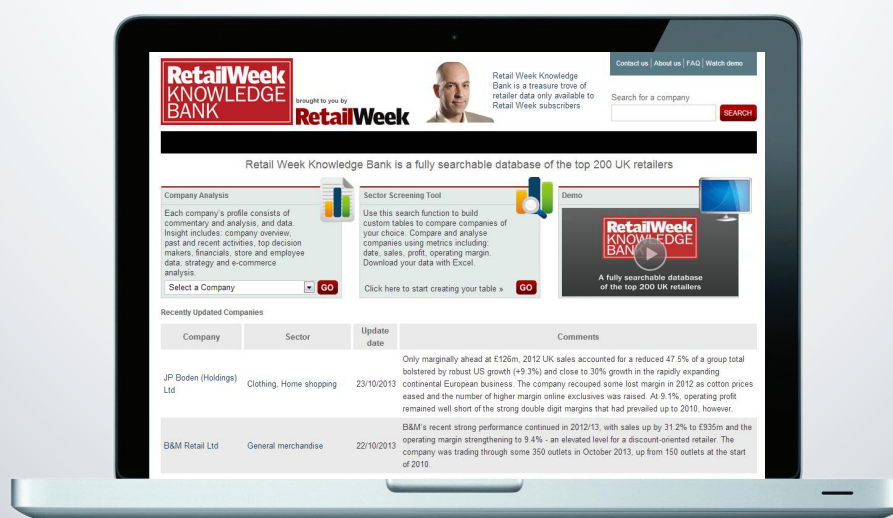 RetailWeek
KNOWLEDGE
BANK
brought to you by
RetailWeek
Retail Week Knowledge
Bank is a treasure trove of
retailer data only available to
Retail Week subscribers
Contact us | About us | FAQ | Watch demo
Search for a company
SEARCH
Retail Week Knowledge Bank is a fully searchable database of the top 200 UK retailers
Company Analysis
Each company's profile consists of
commentary and analysis, and data.
Insight includes: company overview,
past and recent activities, top decision
makers, financials, store and employee
data, strategy and e-commerce
analysis.
Select a Company
GO
Sector Screening Tool
Use this search function to build
custom tables to compare companies of
your choice. Compare and analyse
companies using metrics including:
date, sales, profit, operating margin.
Download your data with Excel.
Click here to start creating your table »
GO
Demo
RetailWeek
KNOWLEDGE
BANK
A fully searchable database
of the top 200 UK retailers
Recently Updated Companies
Company Sector Update date Comments
JP Boden (Holdings)
Ltd
Clothing, Home shopping
23/10/2013
Only marginally ahead at £126m, 2012 UK sales accounted for a reduced 47.5% of a group total
bolstered by robust US growth (+9.3%) and close to 30% growth in the rapidly expanding
continental European business. The company recouped some lost margin in 2012 as cotton prices
eased and the number of higher margin online exclusives was raised. At 9.1%, operating profit
remained well short of the strong double digit margins that had prevailed up to 2010, however.
B&M Retail Ltd
General merchandise
22/10/2013
B&M's recent strong performance continued in 2012/13, with sales up by 31.2% to £935m and the
operating margin strengthening to 9.4% - an elevated level for a discount-oriented retailer. The
company was trading through some 350 outlets in October 2013, up from 150 outlets at the start
of 2010.